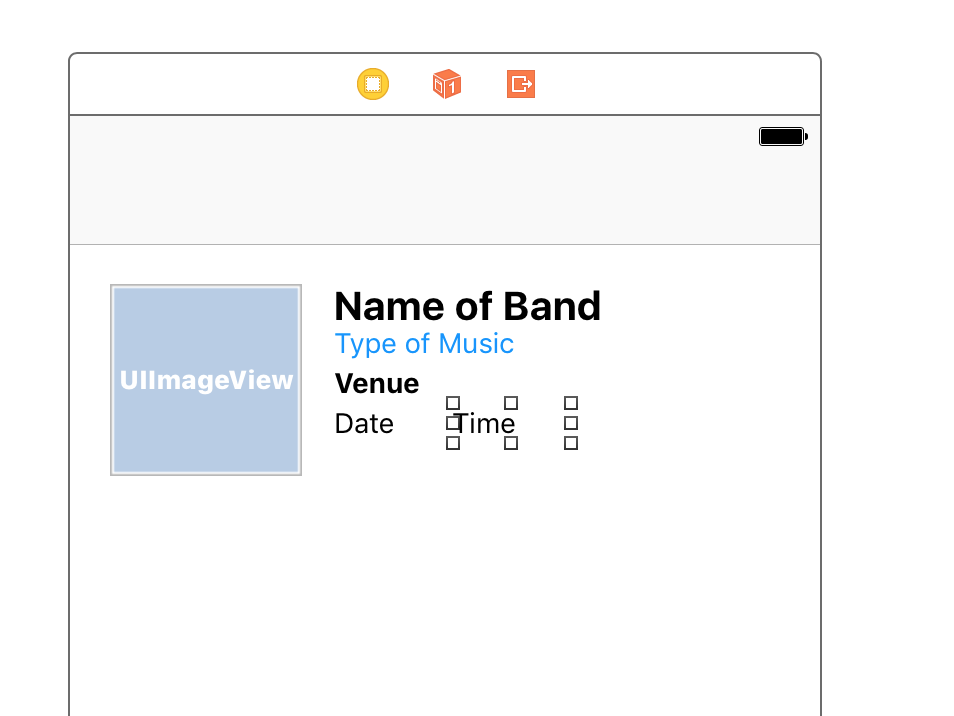 UIImageView
Name of Band
Type of Music
Venue
Date Time